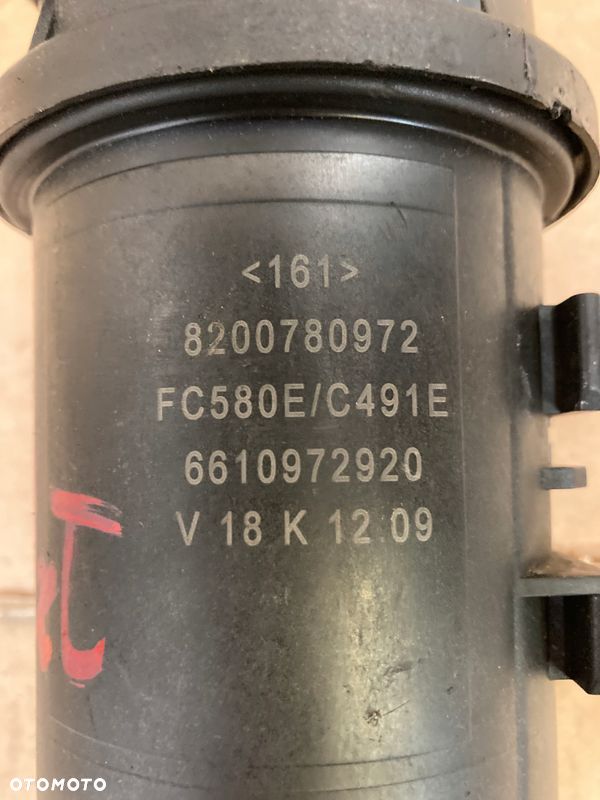 <161>
8200780972
FC580E/C491E
6610972920
V 18 K 12.09
OTOMOTO